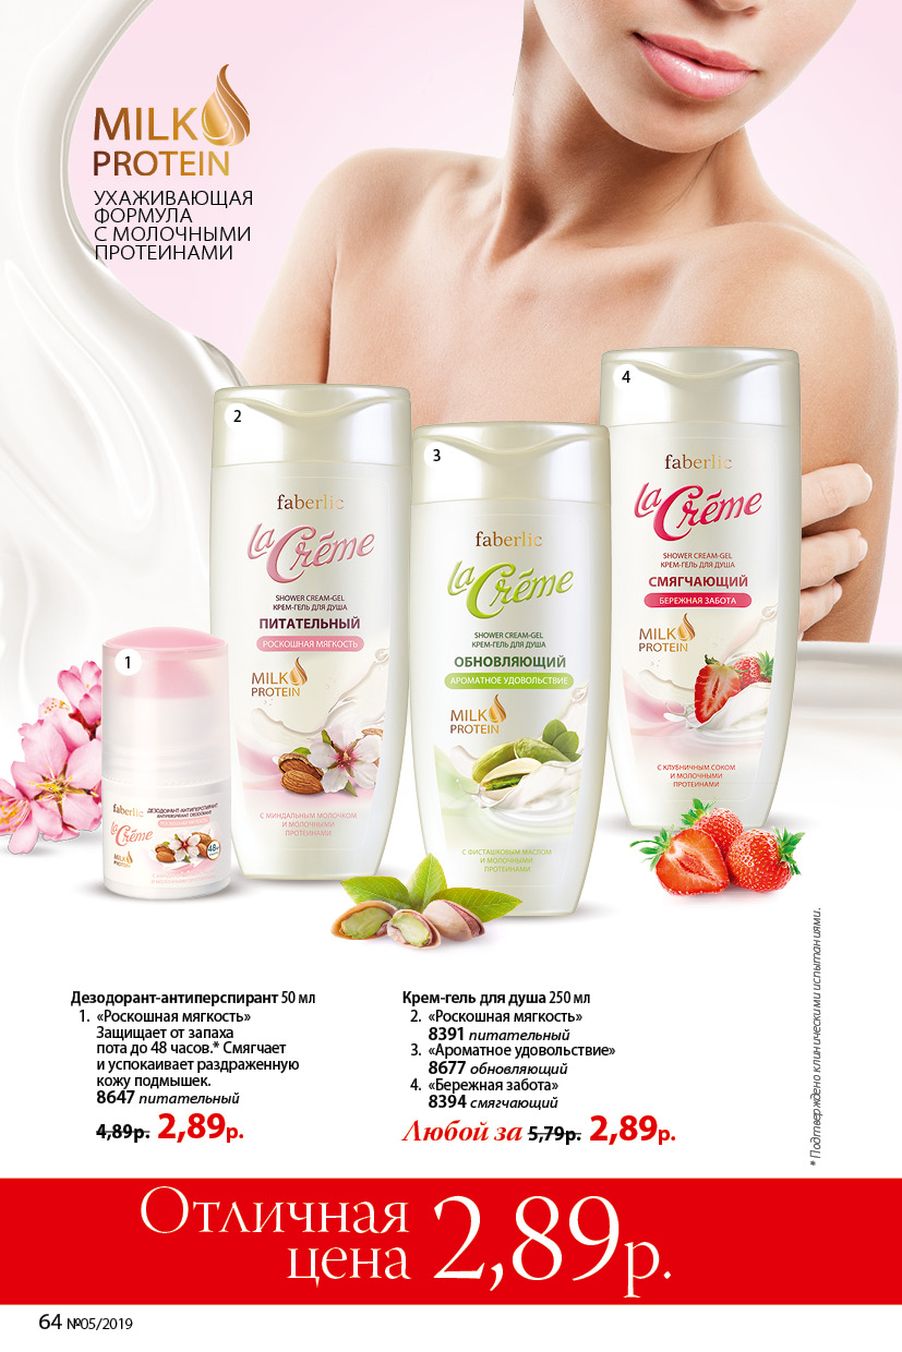 MILK
PROTEIN
УХАЖИВАЮЩАЯ
ФОРМУЛА
С МОЛОЧНЫМИ
ПРОТЕИНАМИ
1
faberlic
ДЕЗОДОРАНТ-АНТИПЕРСПИРАНТ
ANTIPERSPIRANT DEODORANT
La Crème
MILK
PROTEIN
48
2
faberlic
La Crème
SHOWER CREAM-GEL
КРЕМ-ГЕЛЬ ДЛЯ ДУША
ПИТАТЕЛЬНЫЙ
РОСКОШНАЯ МЯГКОСТЬ
MILK
PROTEIN
С МИНДАЛЬНЫМ МОЛОЧКОМ
И МОЛОЧНЫМИ
ПРОТЕИНАМИ
3
faberlic
La Crème
SHOWER CREAM-GEL
КРЕМ-ГЕЛЬ ДЛЯ ДУША
ОБНОВЛЯЮЩИЙ
АРОМАТНОЕ УДОВОЛЬСТВИЕ
MILK
PROTEIN
С ФИСТАШКОВЫМ МАСЛОМ
И МОЛОЧНЫМИ
ПРОТЕИНАМИ
4
faberlic
La Crème
SHOWER CREAM-GEL
КРЕМ-ГЕЛЬ ДЛЯ ДУША
СМЯГЧАЮЩИЙ
БЕРЕЖНАЯ ЗАБОТА
MILK
PROTEIN
С КЛУБНИЧНЫМ СОКОМ
И МОЛОЧНЫМИ
ПРОТЕИНАМИ
Дезодорант-антиперспирант 50 мл
1. «Роскошная мягкость»
Защищает от запаха
пота до 48 часов.* Смягчает
и успокаивает раздраженную
кожу подмышек.
8647 питательный
4,89р. 2,89р.
Крем-гель для душа 250 мл
2. «Роскошная мягкость»
8391 питательный
3. «Ароматное удовольствие»
8677 обновляющий
4. «Бережная забота»
8394 смягчающий
Любой за 5,79р. 2,89р.
* Подтверждено клиническими испытаниями.
Отличная
цена 2,89р.
64 №05/2019